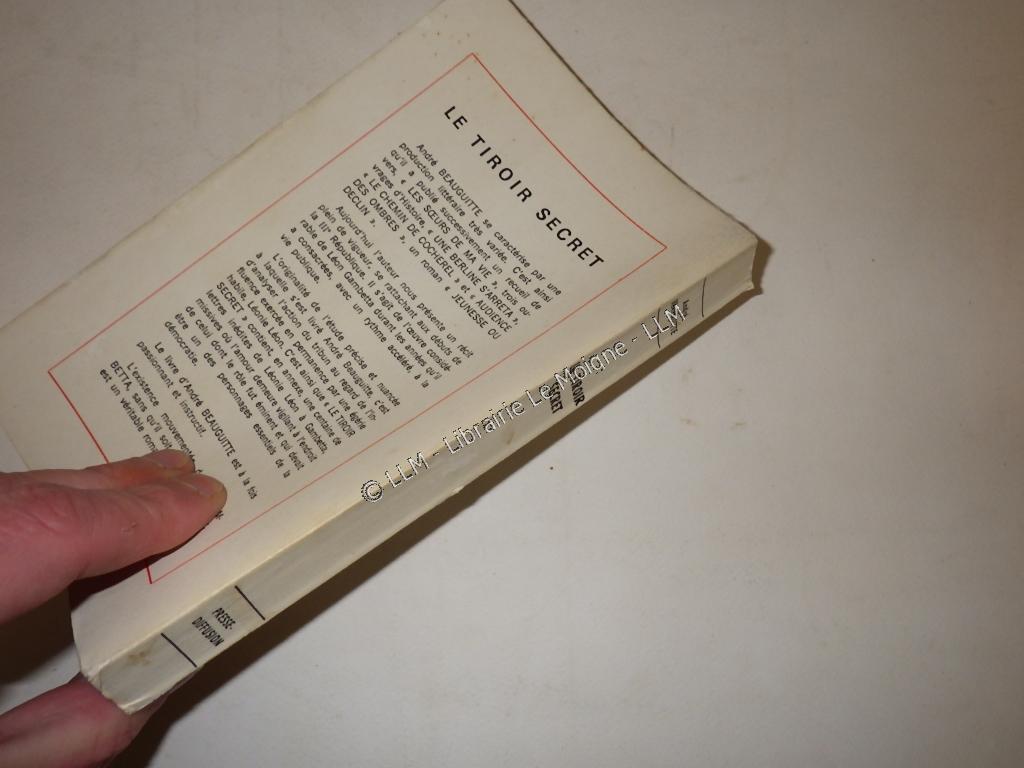 LE TIROIR SECRET
André BEAUGUITTE se caractérise par une
production littéraire très variée. C'est ainsi
qu'il a publié successivement un recueil de
vers, « LES SŒURS DE MA VIE », trois ou-
vrages d'histoire, « UNE BERLINE S'ARRETA »,
« LE CHEMIN DE COCHEREL » et « AUDIENCE
DES OMBRES », un roman « JEUNESSE OU
DECLIN ».
Aujourd'hui l'auteur nous présente un récit
plein de vigueur, se rattachant aux débuts de
la IIIe République. Il s'agit de l'œuvre considé-
rable de Léon Gambetta durant les années qu'il
a consacrées, avec un rythme accéléré, à la
vie publique.
L'originalité de l'étude précise et nuancée
à laquelle s'est livré André Beauguitte, c'est
d'analyser l'action du tribun au regard de l'in-
fluence exercée en permanence par une égérie
habile, Léonie Léon. C'est ainsi que « LE TIROIR
SECRET » contient, en annexe, une centaine de
lettres inédites de Léonie Léon à Gambetta,
missives où l'amour demeure vigilant à l'endroit
de celui dont le rôle fut éminent et qui devait
être un des personnages essentiels de la
démocratie.
Le livre d'André BEAUGUITTE est à la fois
passionnant et instructif.
L'existence mouvementée
BETTA, sans qu'il soit
est un véritable
PRESSE
DIFFUSION
© LLM - Librairie Le Moigne - LLM